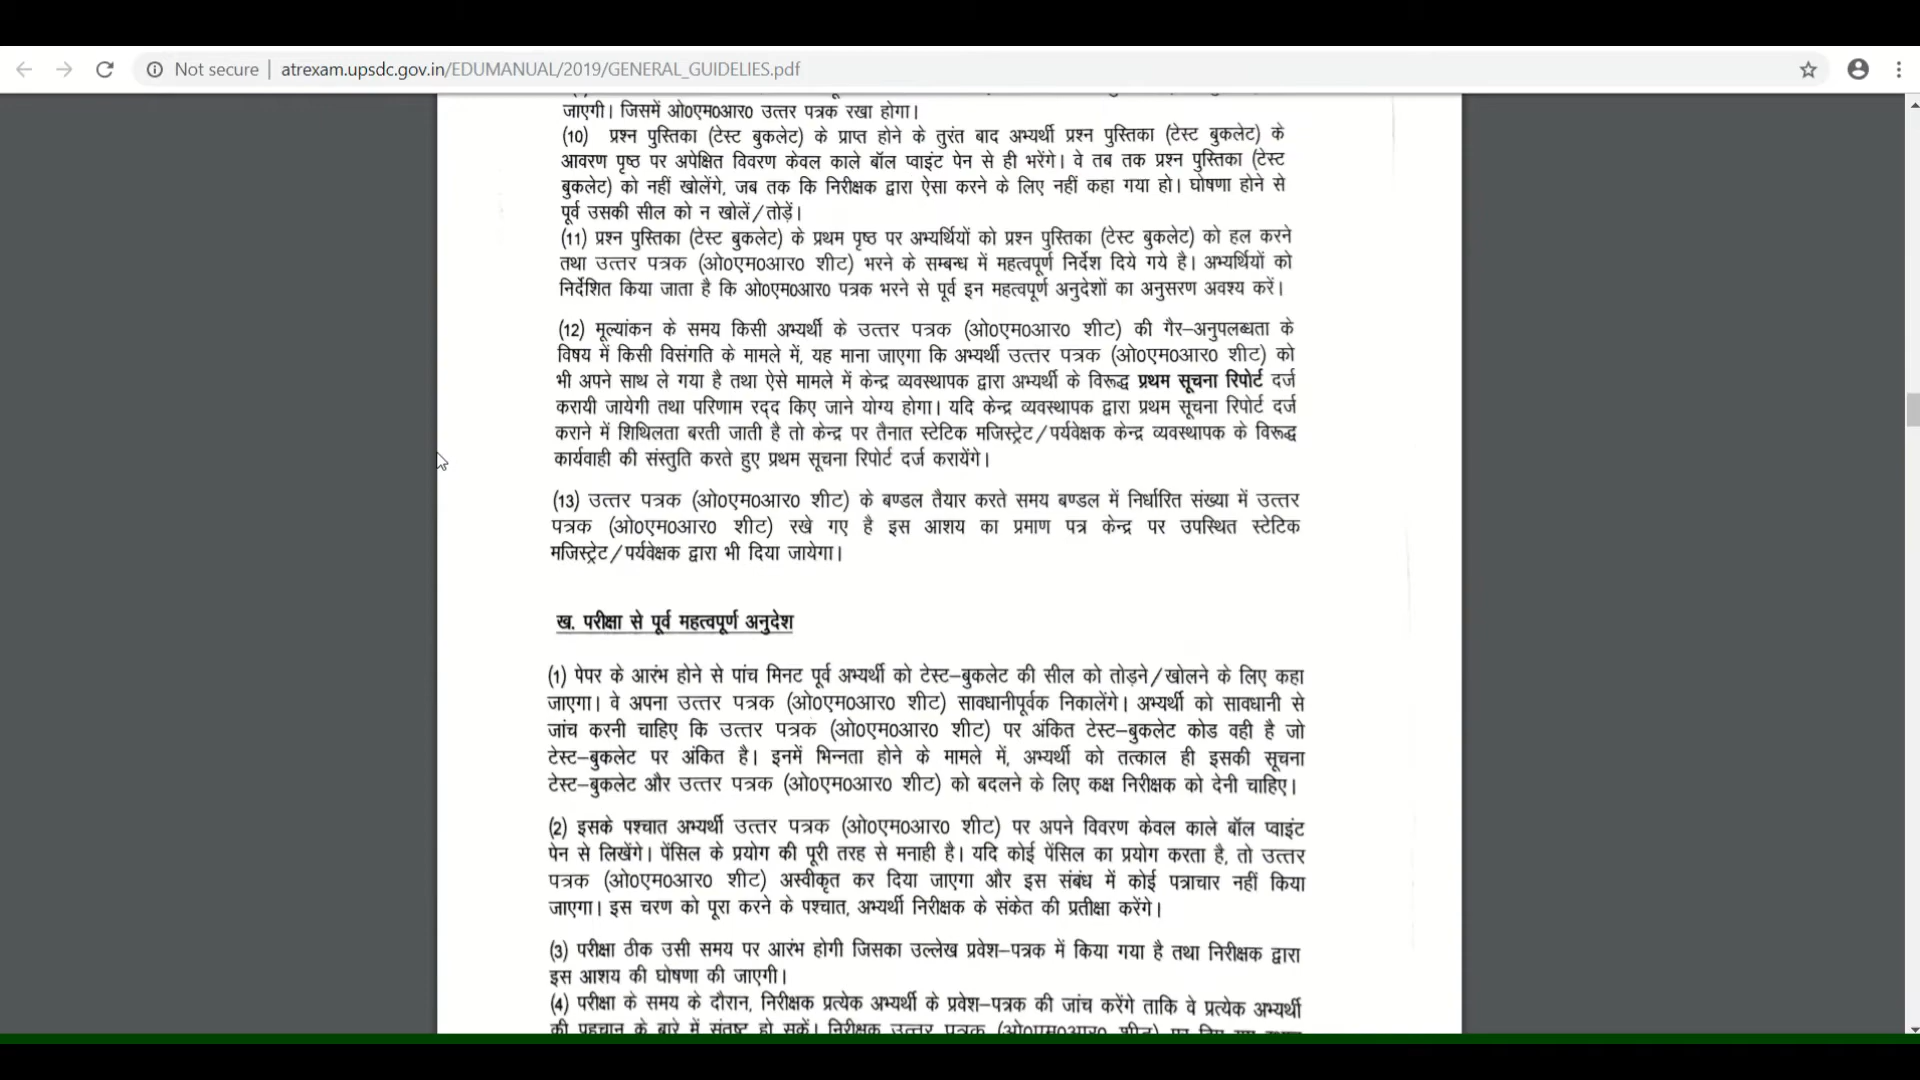 Not secure | atrexam.upsdc.gov.in/EDUMANUAL/2019/GENERAL_GUIDELIES.pdf
जाएगी। जिसमें ओ0एम0आर0 उत्तर पत्रक रखा होगा।
(10) प्रश्न पुस्तिका (टेस्ट बुकलेट) के प्राप्त होने के तुरंत बाद अभ्यर्थी प्रश्न पुस्तिका (टेस्ट बुकलेट) के
आवरण पृष्ठ पर अपेक्षित विवरण केवल काले बॉल प्वाइंट पेन से ही भरेंगे। वे तब तक प्रश्न पुस्तिका (टेस्ट
बुकलेट) को नहीं खोलेंगे, जब तक कि निरीक्षक द्वारा ऐसा करने के लिए नहीं कहा गया हो। घोषणा होने से
पूर्व उसकी सील को न खोलें/तोड़ें।
(11) प्रश्न पुस्तिका (टेस्ट बुकलेट) के प्रथम पृष्ठ पर अभ्यर्थियों को प्रश्न पुस्तिका (टेस्ट बुकलेट) को हल करने
तथा उत्तर पत्रक (ओ0एम0आर0 शीट) भरने के सम्बन्ध में महत्वपूर्ण निर्देश दिये गये है। अभ्यर्थियों को
निर्देशित किया जाता है कि ओ0एम0आर0 पत्रक भरने से पूर्व इन महत्वपूर्ण अनुदेशों का अनुसरण अवश्य करें।
(12) मूल्यांकन के समय किसी अभ्यर्थी के उत्तर पत्रक (ओ0एम0आर0 शीट) की गैर–अनुपलब्धता के
विषय में किसी विसंगति के मामले में, यह माना जाएगा कि अभ्यर्थी उत्तर पत्रक (ओ0एम0आर0 शीट) को
भी अपने साथ ले गया है तथा ऐसे मामले में केन्द्र व्यवस्थापक द्वारा अभ्यर्थी के विरूद्ध प्रथम सूचना रिपोर्ट दर्ज
करायी जायेगी तथा परिणाम रद्द किए जाने योग्य होगा। यदि केन्द्र व्यवस्थापक द्वारा प्रथम सूचना रिपोर्ट दर्ज
कराने में शिथिलता बरती जाती है तो केन्द्र पर तैनात स्टेटिक मजिस्ट्रेट/पर्यवेक्षक केन्द्र व्यवस्थापक के विरूद्ध
कार्यवाही की संस्तुति करते हुए प्रथम सूचना रिपोर्ट दर्ज करायेंगे।
(13) उत्तर पत्रक (ओ0एम0आर0 शीट) के बण्डल तैयार करते समय बण्डल में निर्धारित संख्या में उत्तर
पत्रक (ओ0एम0आर0 शीट) रखे गए है इस आशय का प्रमाण पत्र केन्द्र पर उपस्थित स्टेटिक
मजिस्ट्रेट/पर्यवेक्षक द्वारा भी दिया जायेगा।
ख. परीक्षा से पूर्व महत्वपूर्ण अनुदेश
(1) पेपर के आरंभ होने से पांच मिनट पूर्व अभ्यर्थी को टेस्ट–बुकलेट की सील को तोड़ने/खोलने के लिए कहा
जाएगा। वे अपना उत्तर पत्रक (ओ0एम0आर0 शीट) सावधानीपूर्वक निकालेंगे। अभ्यर्थी को सावधानी से
जांच करनी चाहिए कि उत्तर पत्रक (ओ0एम0आर0 शीट) पर अंकित टेस्ट–बुकलेट कोड वही है जो
टेस्ट–बुकलेट पर अंकित है। इनमें भिन्नता होने के मामले में, अभ्यर्थी को तत्काल ही इसकी सूचना
टेस्ट–बुकलेट और उत्तर पत्रक (ओ0एम0आर0 शीट) को बदलने के लिए कक्ष निरीक्षक को देनी चाहिए।
(2) इसके पश्चात अभ्यर्थी उत्तर पत्रक (ओ0एम0आर0 शीट) पर अपने विवरण केवल काले बॉल प्वाइंट
पेन से लिखेंगे। पेंसिल के प्रयोग की पूरी तरह से मनाही है। यदि कोई पेंसिल का प्रयोग करता है, तो उत्तर
पत्रक (ओ0एम0आर0 शीट) अस्वीकृत कर दिया जाएगा और इस संबंध में कोई पत्राचार नहीं किया
जाएगा। इस चरण को पूरा करने के पश्चात, अभ्यर्थी निरीक्षक के संकेत की प्रतीक्षा करेंगे।
(3) परीक्षा ठीक उसी समय पर आरंभ होगी जिसका उल्लेख प्रवेश–पत्रक में किया गया है तथा निरीक्षक द्वारा
इस आशय की घोषणा की जाएगी।
(4) परीक्षा के समय के दौरान, निरीक्षक प्रत्येक अभ्यर्थी के प्रवेश–पत्रक की जांच करेंगे ताकि वे प्रत्येक अभ्यर्थी
की पहचान के बारे में संतुष्ट हो सकें। निरीक्षक उत्तर पत्रक (ओ0एम0आर0 शीट) पर